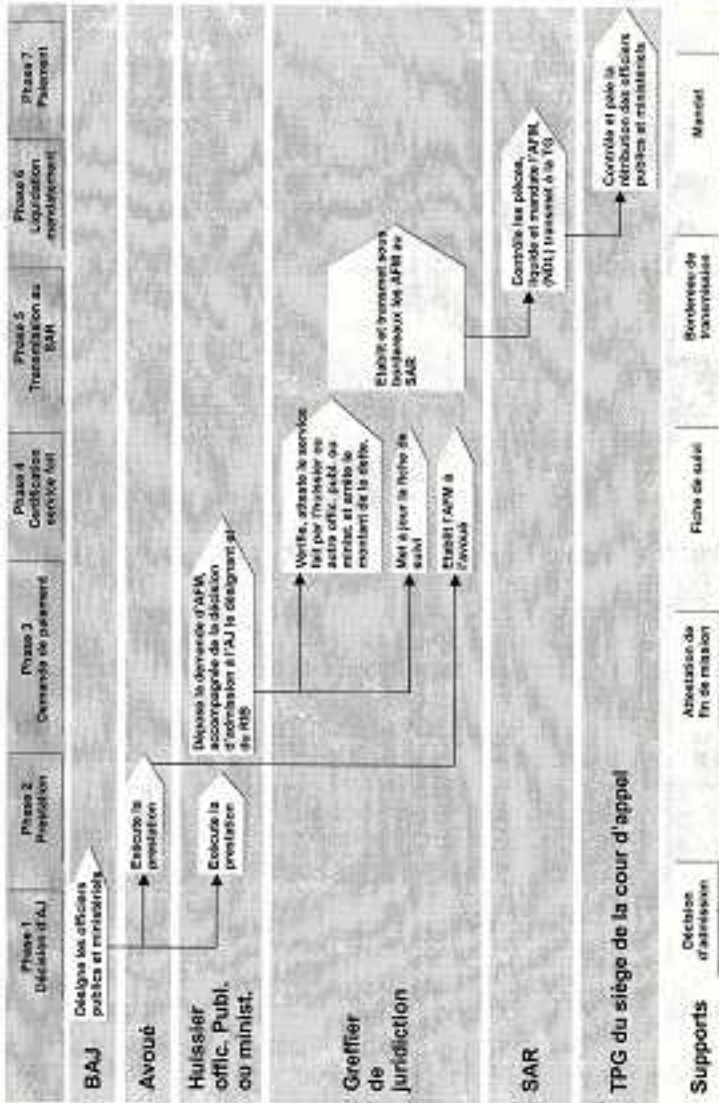 Phase 1
Décision d'AJ
Phase 2
Prestation
Phase 3
Demande de paiement
Phase 4
Certification
service fait
Phase 5
Transmission au
SAR
Phase 6
Liquidation
mandatement
Phase 7
Paiement
BAJ
Désigne les officiers
publics et ministériels
Avoué
Exécute la
prestation
Huissier
offic. Publ.
ou minist.
Exécute la
prestation
Dépose la demande d'AFM,
accompagnée de la décision
d'admission à l'AJ le désignant et
du RIB
Greffier
de
juridiction
Vérifie, atteste le service
fait par l'huissier ou
autre offic. publ. ou
minist. et arrête le
montant de la dette.
Met à jour la fiche de
suivi
Etablit l'AFM à
l'avoué
Etablit et transmet sous
bordereaux les AFM au
SAR
SAR
Contrôle les pièces,
liquide et mandate l'AFM,
(NDL) transmet à la TG
TPG du siège de la cour d'appel
Contrôle et paie la
rétribution des officiers
publics et ministériels
Supports
Décision
d'admission
Attestation de
fin de mission
Fiche de suivi
Bordereau de
transmission
Mandat